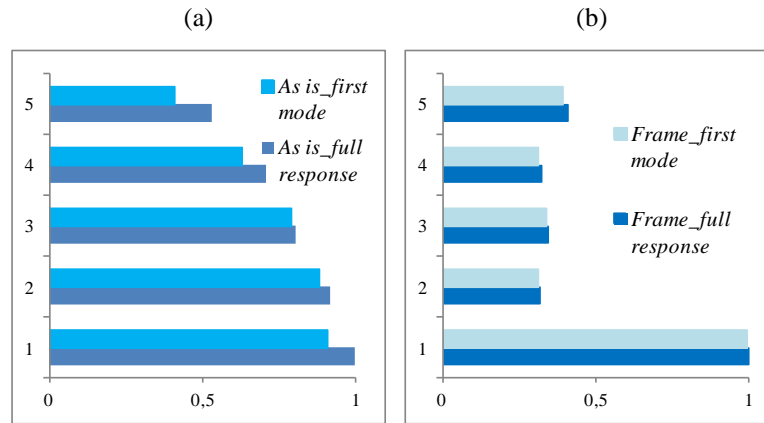 (a)
(b)
As is_first
mode
As is_full
response
5
4
3
2
1
0
0,5
1
Frame_first
mode
Frame_full
response
5
4
3
2
1
0
0,5
1